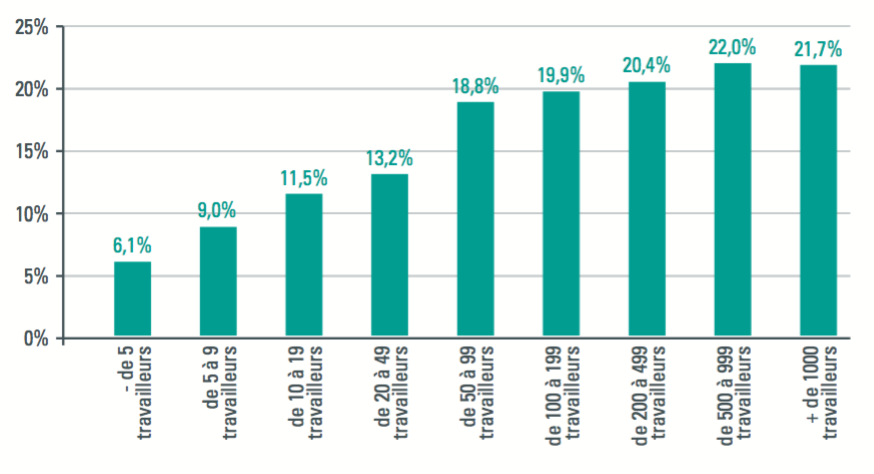 25%
20%
15%
10%
5%
0%
6,1%
9,0%
11,5%
13,2%
18,8%
19,9%
20,4%
22,0%
21,7%
- de 5
travailleurs
de 5 à 9
travailleurs
de 10 à 19
travailleurs
de 20 à 49
travailleurs
de 50 à 99
travailleurs
de 100 à 199
travailleurs
de 200 à 499
travailleurs
de 500 à 999
travailleurs
+ de 1000
travailleurs